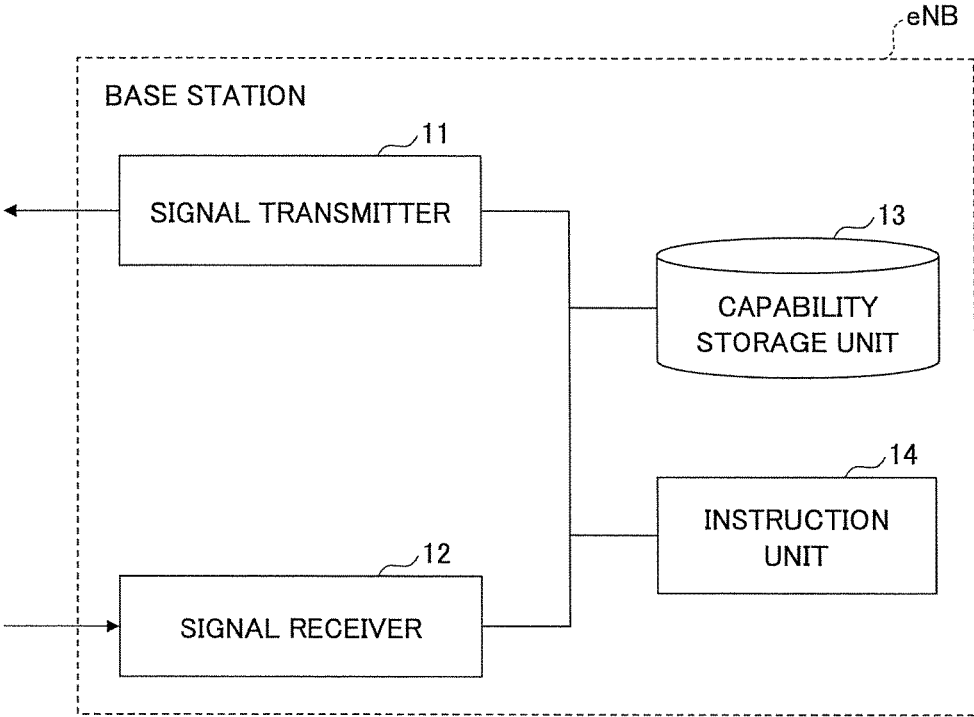 eNB
BASE STATION
11
SIGNAL TRANSMITTER
13
CAPABILITY
STORAGE UNIT
14
INSTRUCTION
UNIT
12
SIGNAL RECEIVER